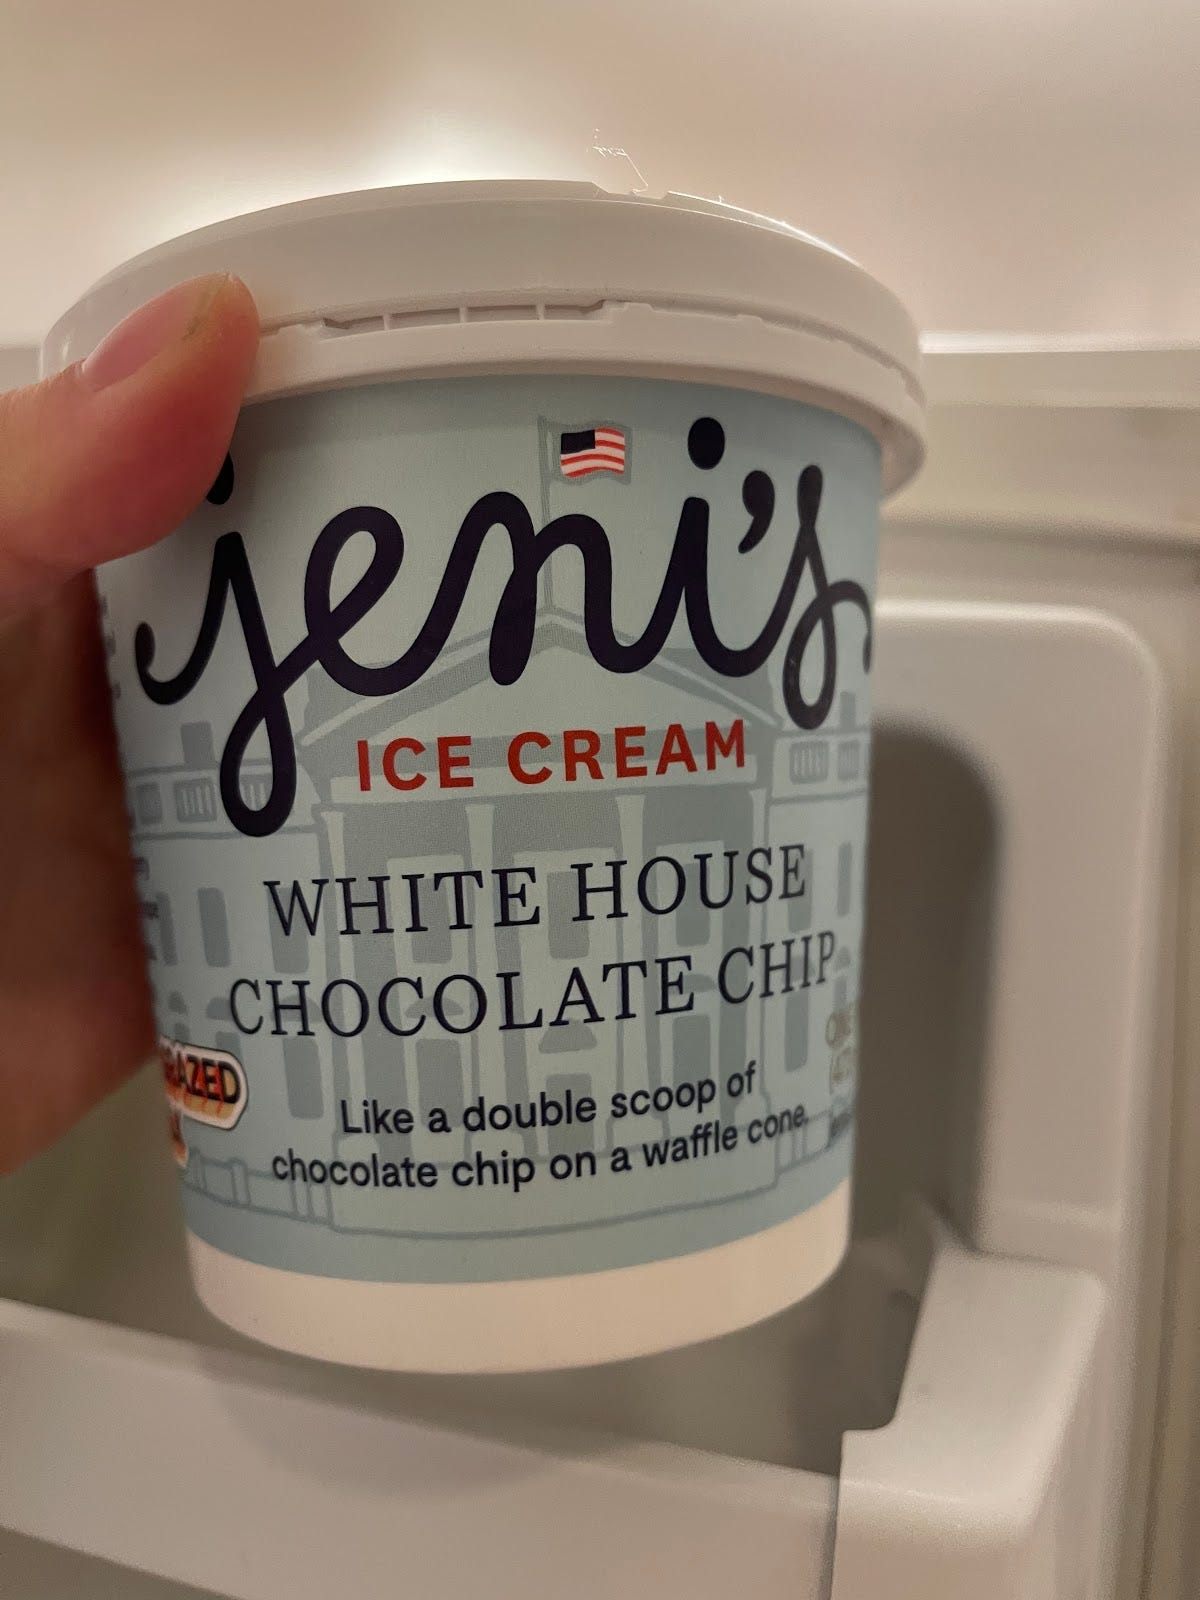 jeni's
ICE CREAM
WHITE HOUSE
CHOCOLATE CHIP
Like a double scoop of
chocolate chip on a waffle cone.